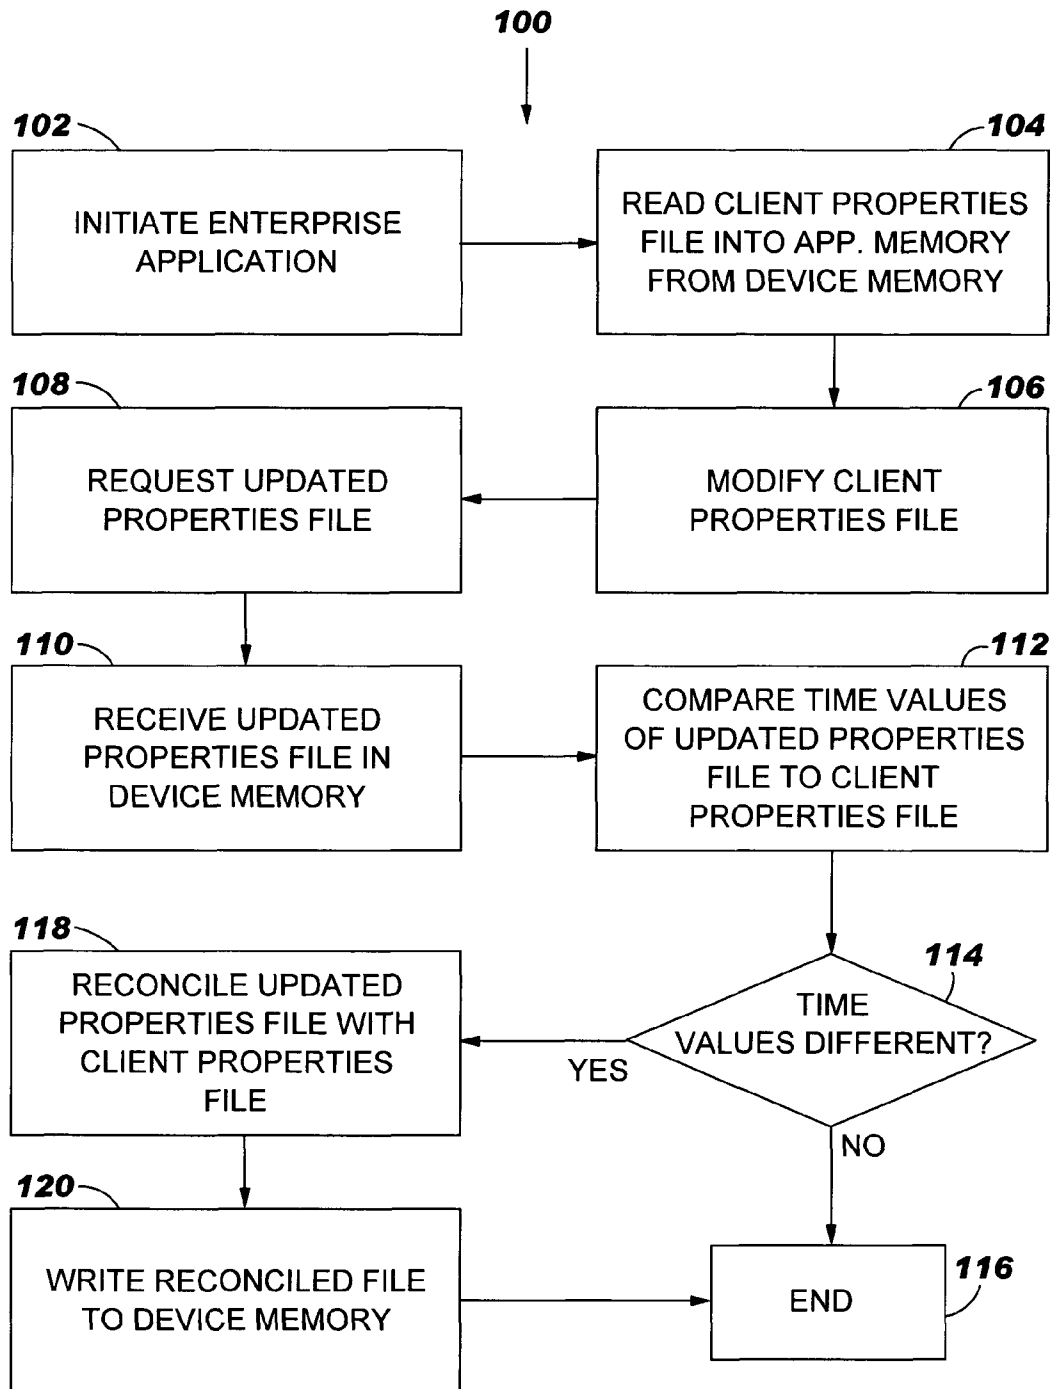 100
102
INITIATE ENTERPRISE
APPLICATION
104
READ CLIENT PROPERTIES
FILE INTO APP. MEMORY
FROM DEVICE MEMORY
108
REQUEST UPDATED
PROPERTIES FILE
106
MODIFY CLIENT
PROPERTIES FILE
110
RECEIVE UPDATED
PROPERTIES FILE IN
DEVICE MEMORY
112
COMPARE TIME VALUES
OF UPDATED PROPERTIES
FILE TO CLIENT
PROPERTIES FILE
118
RECONCILE UPDATED
PROPERTIES FILE WITH
CLIENT PROPERTIES
FILE
114
TIME
VALUES DIFFERENT?
YES
NO
120
WRITE RECONCILED FILE
TO DEVICE MEMORY
116
END